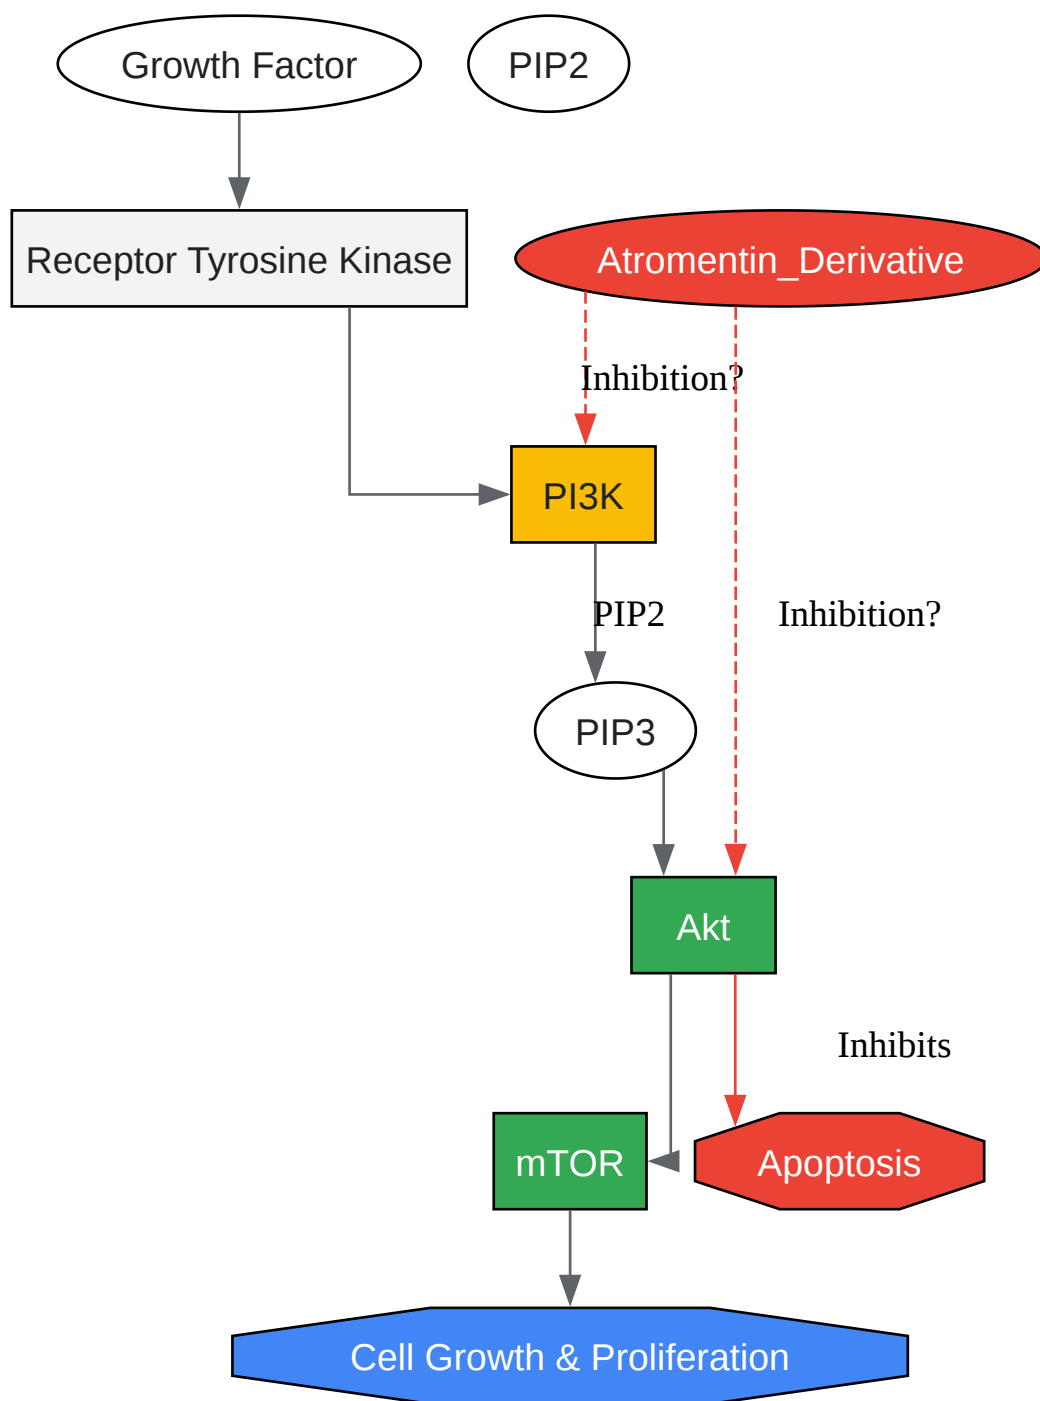 Growth Factor
PIP2
Receptor Tyrosine Kinase
Atromentin_Derivative
Inhibition?
PI3K
PIP2
Inhibition?
PIP3
Akt
Inhibits
mTOR
Apoptosis
Cell Growth & Proliferation